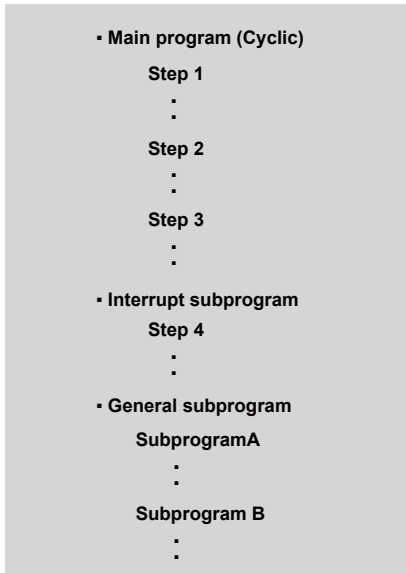 ▪ Main program (Cyclic)
Step 1
▪
▪
Step 2
▪
▪
Step 3
▪
▪
▪ Interrupt subprogram
Step 4
▪
▪
▪ General subprogram
SubprogramA
▪
▪
Subprogram B
▪
▪